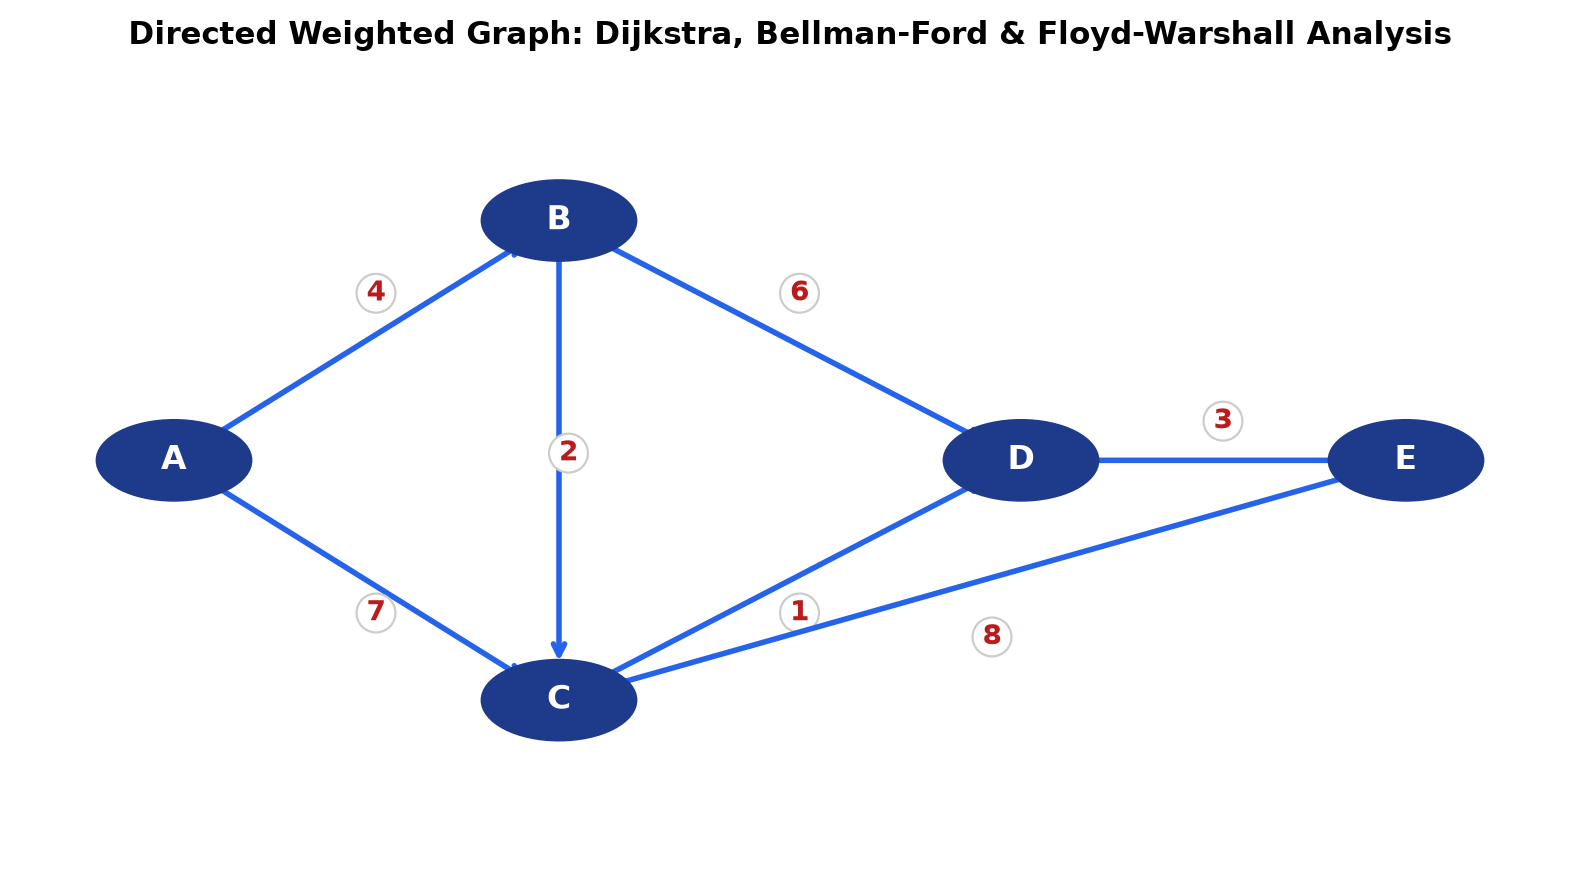 Directed Weighted Graph: Dijkstra, Bellman-Ford & Floyd-Warshall Analysis
B
4
6
3
2
A
D
E
7
1
8
C